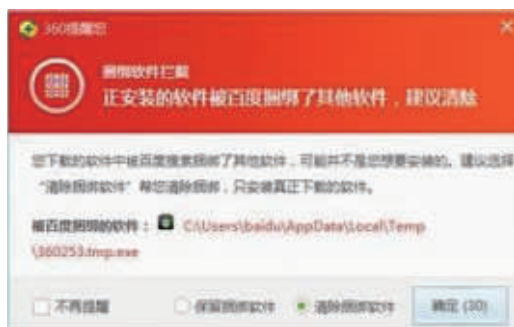 360提醒您
捆绑软件拦截
正安装的软件被百度捆绑了其他软件，建议清除
您下载的软件中被百度搜索捆绑了其他软件，可能并不是您想要安装的。建议选择
“清除捆绑软件”帮您清除捆绑，只安装真正下载的软件。
被百度捆绑的软件： C:\Users\baidu\AppData\Local\Temp
\360253.tmp.exe
不再提醒 保留捆绑软件 清除捆绑软件 确定 (30)